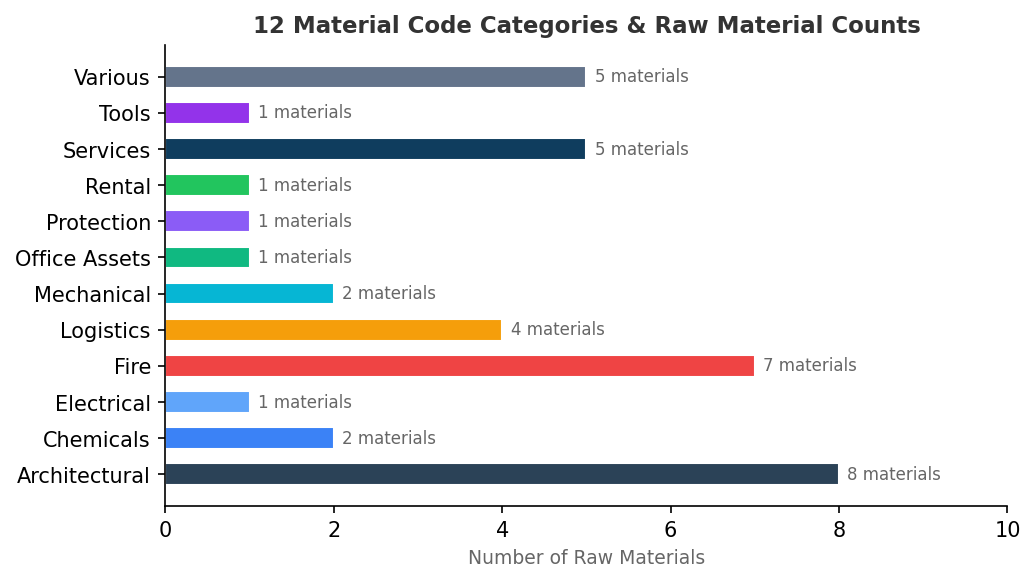 12 Material Code Categories & Raw Material Counts
Various 5 materials
Tools 1 materials
Services 5 materials
Rental 1 materials
Protection 1 materials
Office Assets 1 materials
Mechanical 2 materials
Logistics 4 materials
Fire 7 materials
Electrical 1 materials
Chemicals 2 materials
Architectural 8 materials
0 2 4 6 8 10
Number of Raw Materials